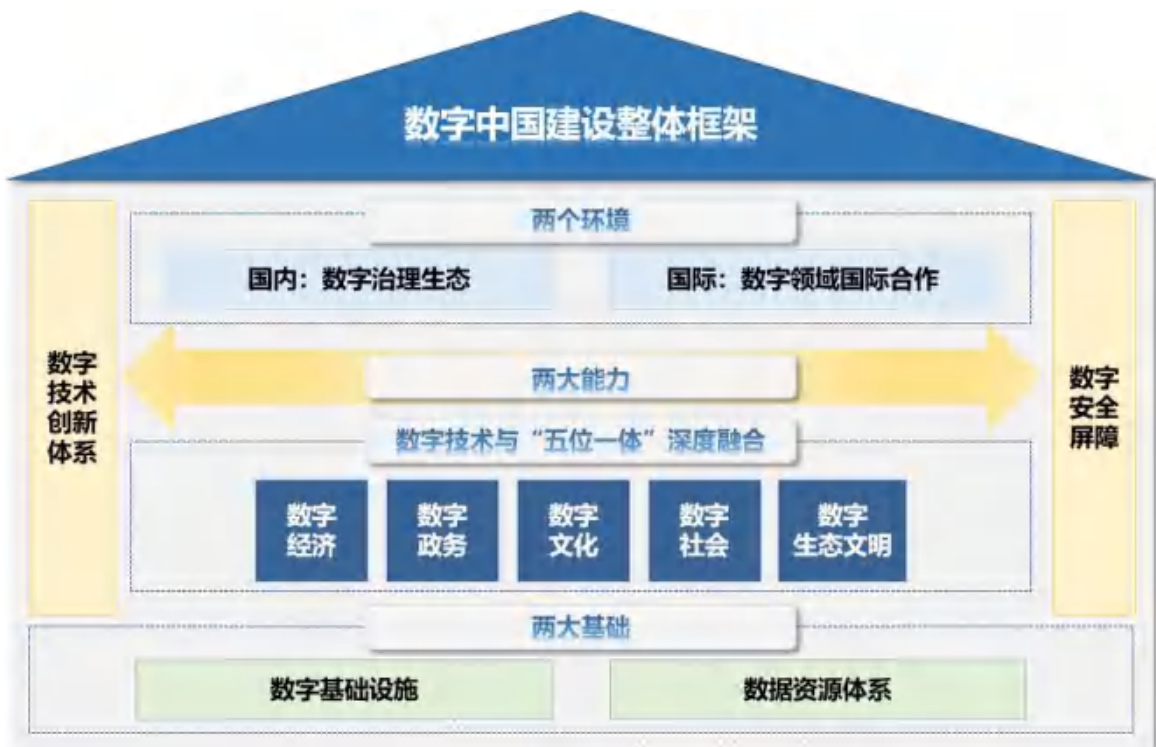 数字中国建设整体框架
两个环境
国内：数字治理生态
国际：数字领域国际合作
数字
技术
创新
体系
两大能力
数字
安全
屏障
数字技术与“五位一体”深度融合
数字
经济
数字
政务
数字
文化
数字
社会
数字
生态文明
两大基础
数字基础设施
数据资源体系